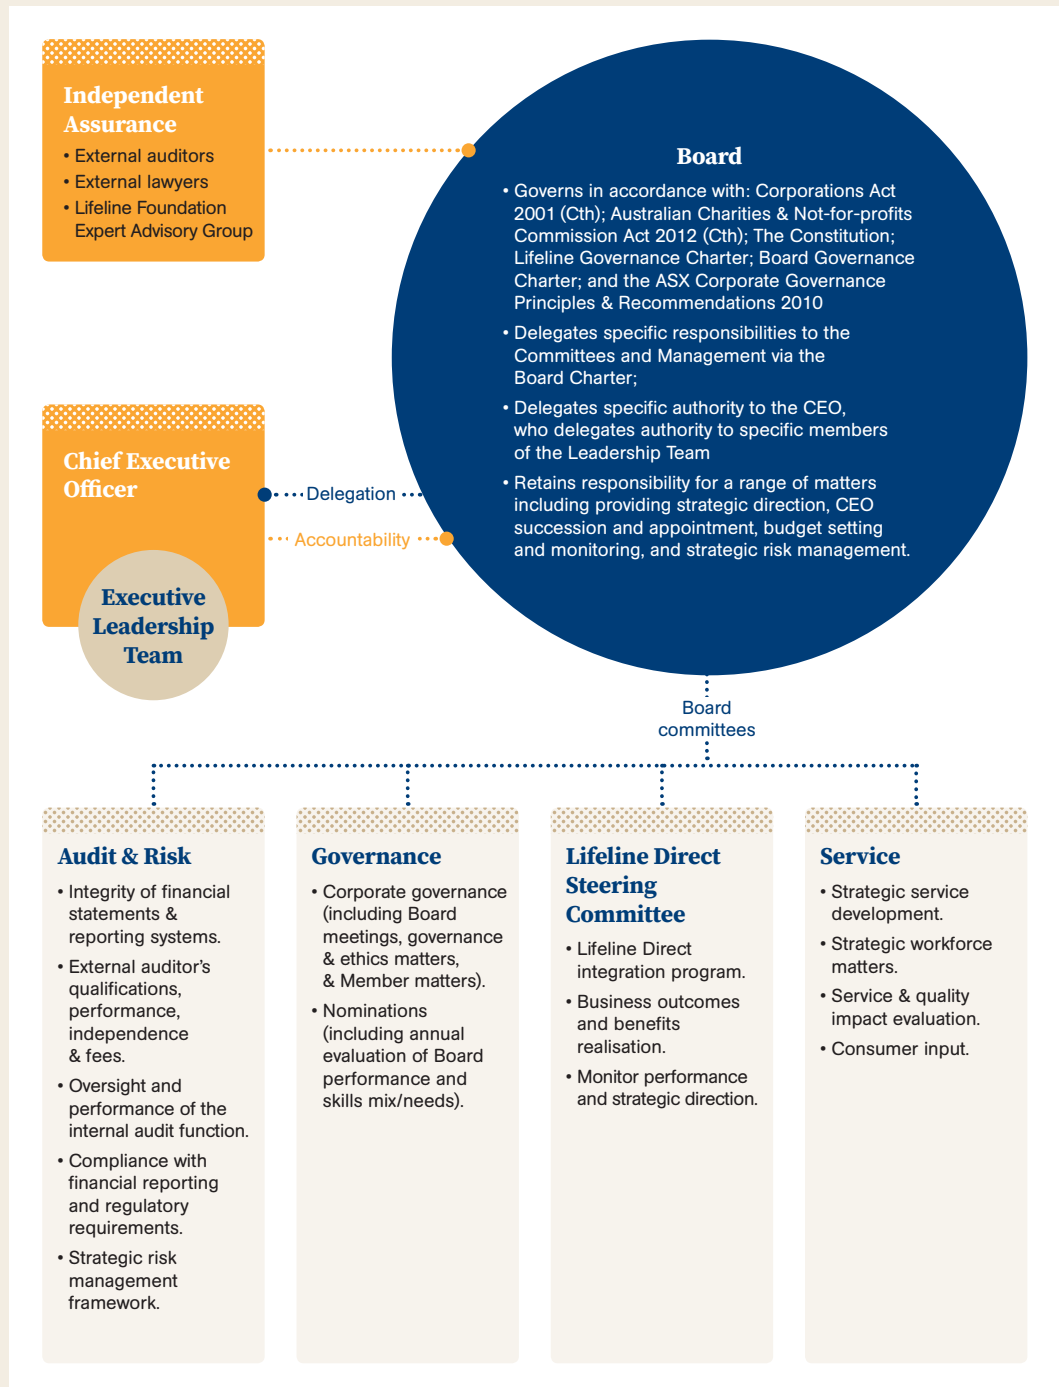 Independent
Assurance
• External auditors
• External lawyers
• Lifeline Foundation
Expert Advisory Group
Board
• Governs in accordance with: Corporations Act
2001 (Cth); Australian Charities & Not-for-profits
Commission Act 2012 (Cth); The Constitution;
Lifeline Governance Charter; Board Governance
Charter; and the ASX Corporate Governance
Principles & Recommendations 2010
• Delegates specific responsibilities to the
Committees and Management via the
Board Charter;
• Delegates specific authority to the CEO,
who delegates authority to specific members
of the Leadership Team
• Retains responsibility for a range of matters
including providing strategic direction, CEO
succession and appointment, budget setting
and monitoring, and strategic risk management.
Chief Executive
Officer
Delegation
Accountability
Executive
Leadership
Team
Board
committees
Audit & Risk
• Integrity of financial
statements &
reporting systems.
• External auditor’s
qualifications,
performance,
independence
& fees.
• Oversight and
performance of the
internal audit function.
• Compliance with
financial reporting
and regulatory
requirements.
• Strategic risk
management
framework.
Governance
• Corporate governance
(including Board
meetings, governance
& ethics matters,
& Member matters).
• Nominations
(including annual
evaluation of Board
performance and
skills mix/needs).
Lifeline Direct
Steering
Committee
• Lifeline Direct
integration program.
• Business outcomes
and benefits
realisation.
• Monitor performance
and strategic direction.
Service
• Strategic service
development.
• Strategic workforce
matters.
• Service & quality
impact evaluation.
• Consumer input.